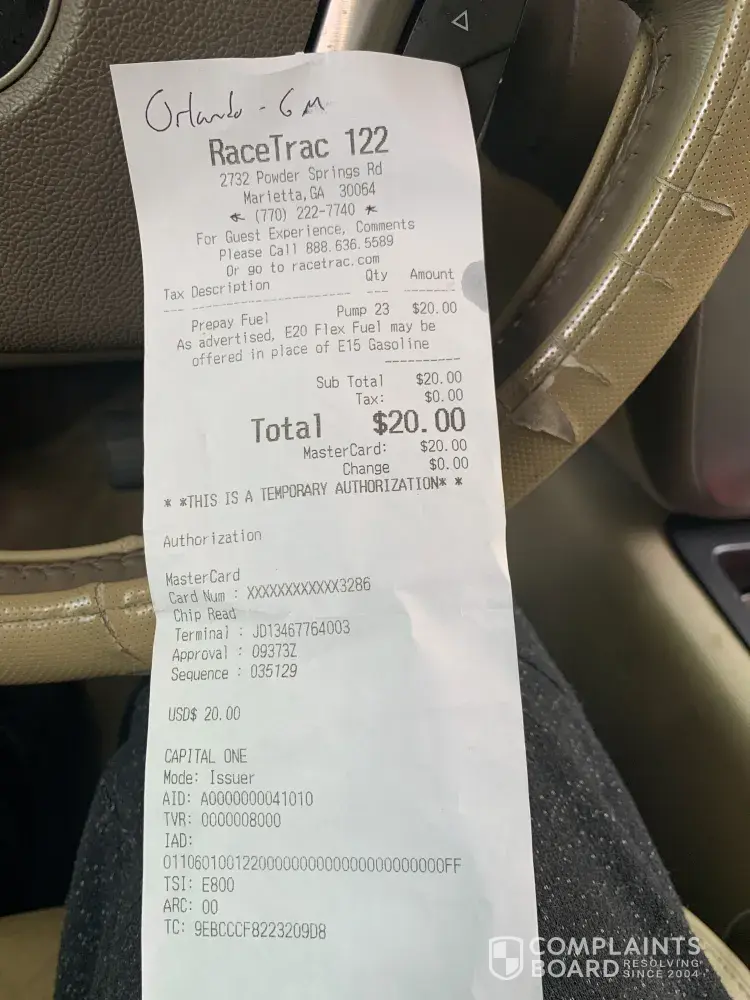 Orlando - GM
RaceTrac 122
2732 Powder Springs Rd
Marietta,GA 30064
* (770) 222-7740 *
For Guest Experience, Comments
Please Call 888.636.5589
Or go to racetrac.com
Tax Description Qty Amount
Prepay Fuel Pump 23 $20.00
As advertised, E20 Flex Fuel may be
offered in place of E15 Gasoline
Sub Total $20.00
Tax: $0.00
Total $20.00
MasterCard: $20.00
Change $0.00
* *THIS IS A TEMPORARY AUTHORIZATION* *
Authorization
MasterCard
Card Num : XXXXXXXXXXXX3286
Chip Read
Terminal : JD13467764003
Approval : 09373Z
Sequence : 035129
USD$ 20.00
CAPITAL ONE
Mode: Issuer
AID: A0000000041010
TVR: 0000008000
IAD:
0110601001220000000000000000000000FF
TSI: E800
ARC: 00
TC: 9EBCCCF8223209D8
COMPLAINTS
BOARD RESOLVING SINCE 2004